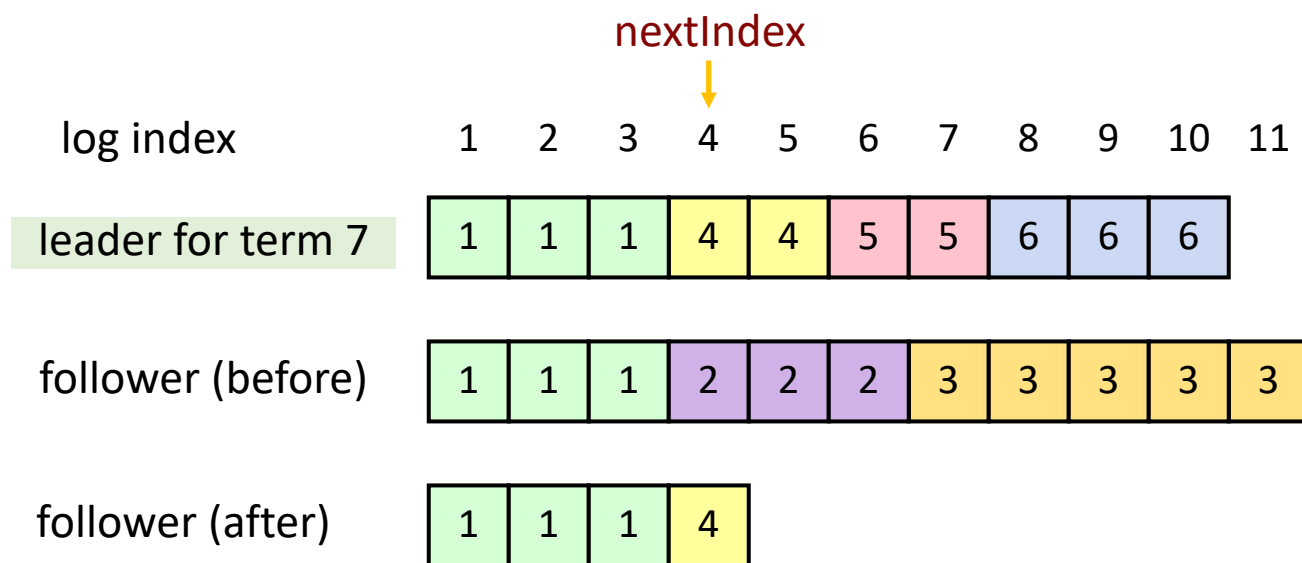 nextIndex
log index 1 2 3 4 5 6 7 8 9 10 11
leader for term 7 1 1 1 4 4 5 5 6 6 6
follower (before) 1 1 1 2 2 2 3 3 3 3 3
follower (after) 1 1 1 4